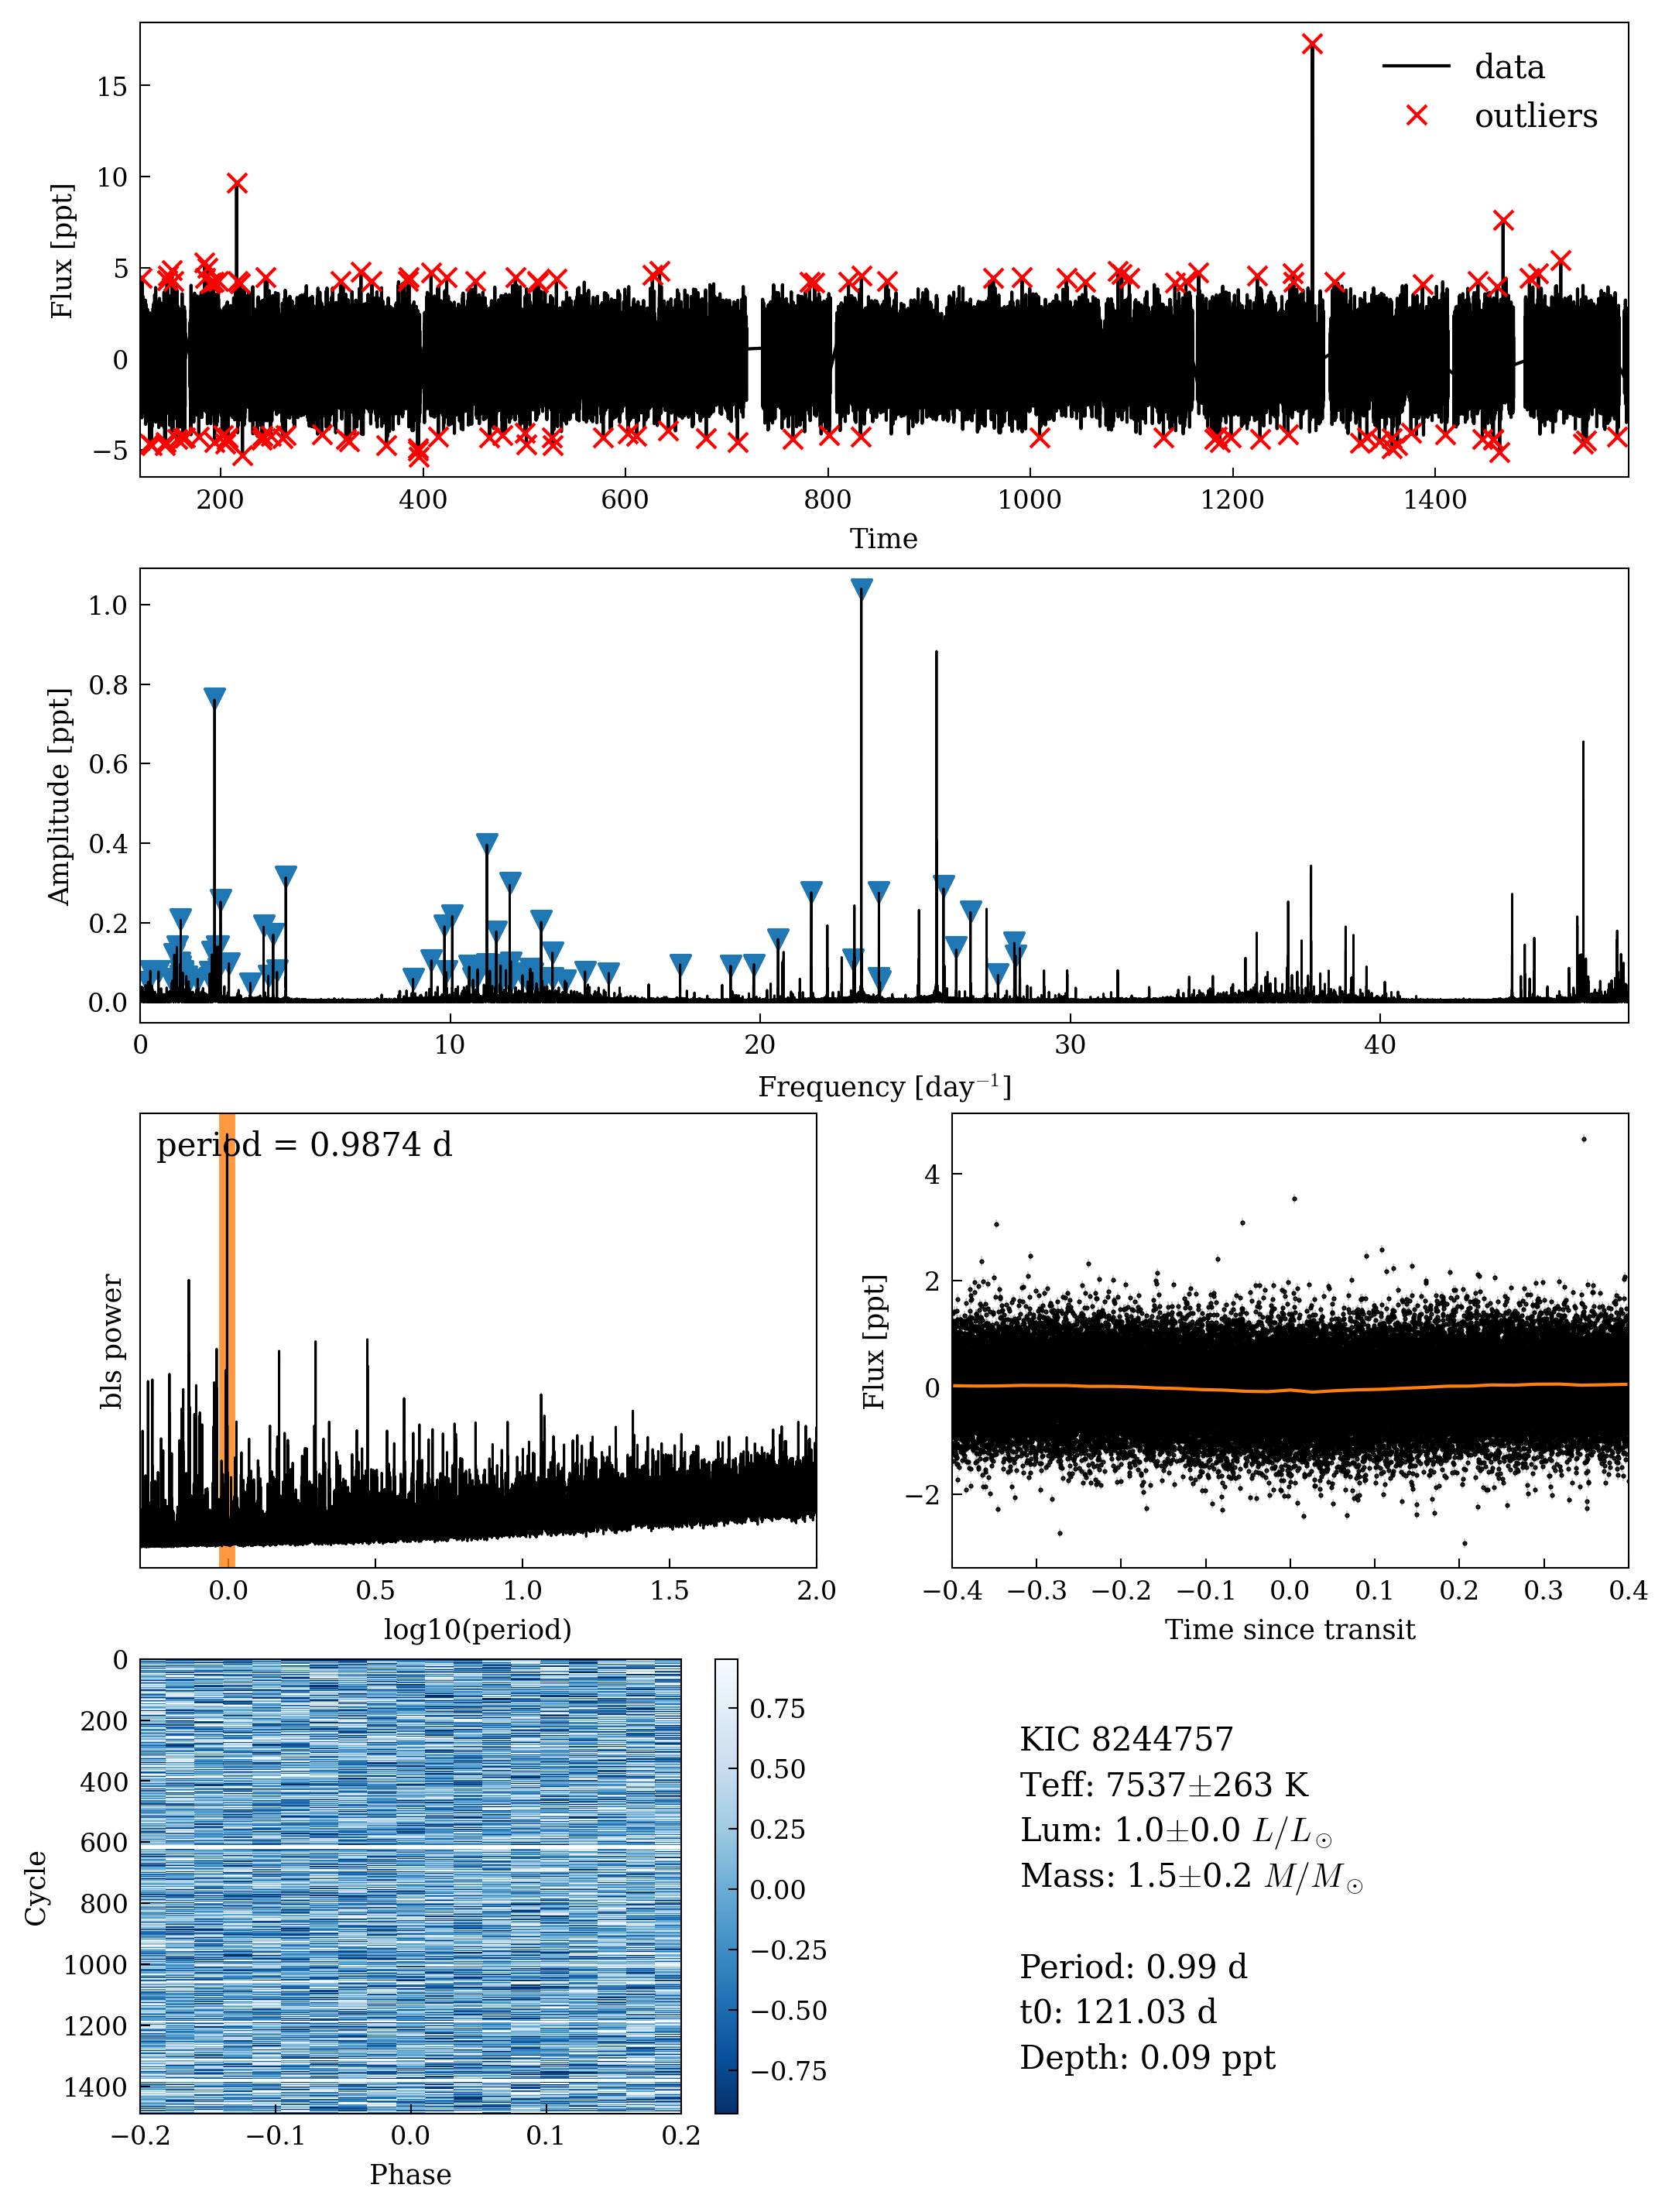 15
10
5
0
−5
Flux [ppt]
data
outliers
200 400 600 800 1000 1200 1400
Time
1.0
0.8
0.6
0.4
0.2
0.0
Amplitude [ppt]
0 10 20 30 40
Frequency [day⁻¹]
period = 0.9874 d
bls power
0.0 0.5 1.0 1.5 2.0
log10(period)
4
2
0
−2
Flux [ppt]
−0.4 −0.3 −0.2 −0.1 0.0 0.1 0.2 0.3 0.4
Time since transit
0
200
400
600
800
1000
1200
1400
Cycle
−0.2 −0.1 0.0 0.1 0.2
Phase
0.75
0.50
0.25
0.00
−0.25
−0.50
−0.75
KIC 8244757
Teff: 7537±263 K
Lum: 1.0±0.0 L/L⊙
Mass: 1.5±0.2 M/M⊙
Period: 0.99 d
t0: 121.03 d
Depth: 0.09 ppt